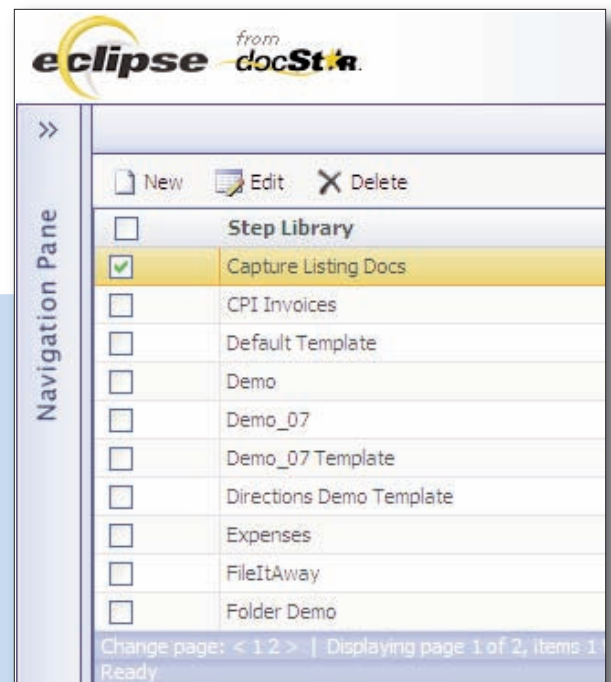 eclipse from docStar.
»
Navigation Pane
New Edit Delete
Step Library
Capture Listing Docs
CPI Invoices
Default Template
Demo
Demo_07
Demo_07 Template
Directions Demo Template
Expenses
FileItAway
Folder Demo
Change page: < 1 2 > | Displaying page 1 of 2, items 1
Ready